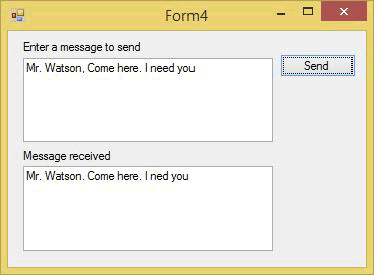 Form4
Enter a message to send
Mr. Watson, Come here. I need you
Send
Message received
Mr. Watson. Come here. I ned you